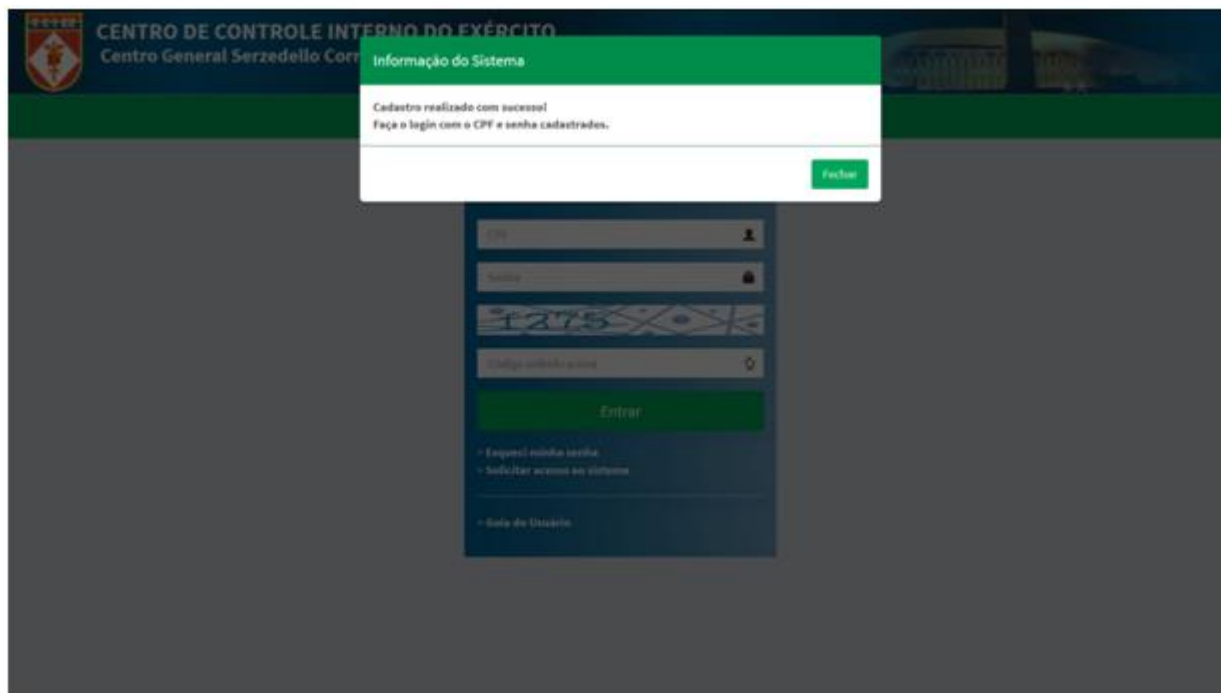 CENTRO DE CONTROLE INTERNO DO EXÉRCITO
Centro General Serzedello Corr
Informação do Sistema
Cadastro realizado com sucesso!
Faça o login com o CPF e senha cadastrados.
Fechar
CPF
Senha
1275
Entrar
> Esqueci minha senha
> Solicitar acesso ao sistema
> Guia do Usuário